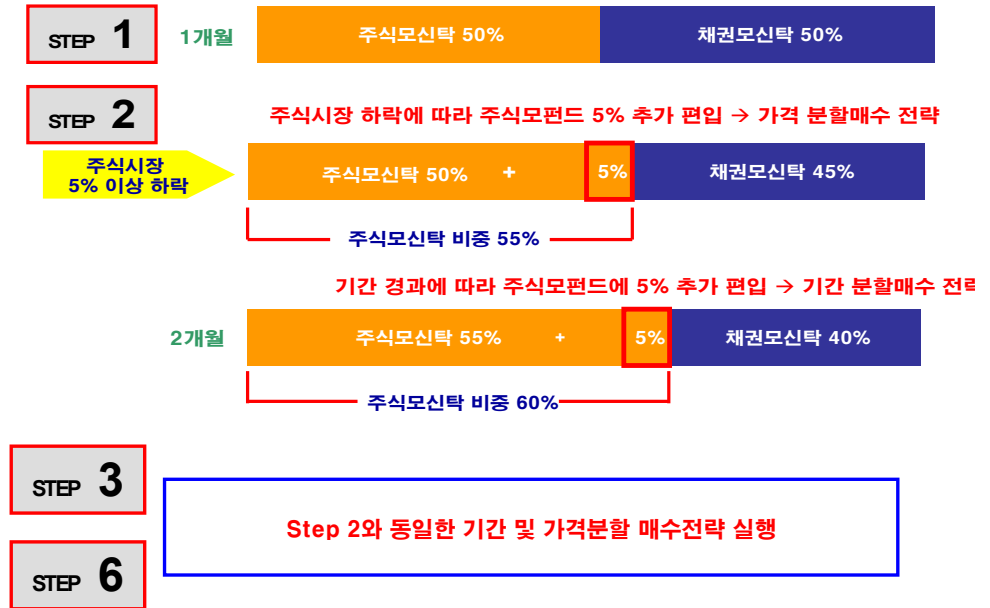 STEP 1
1개월
주식모신탁 50%
채권모신탁 50%
STEP 2
주식시장 하락에 따라 주식모펀드 5% 추가 편입 → 가격 분할매수 전략
주식시장
5% 이상 하락
주식모신탁 50% + 5%
채권모신탁 45%
주식모신탁 비중 55%
기간 경과에 따라 주식모펀드에 5% 추가 편입 → 기간 분할매수 전략
2개월
주식모신탁 55% + 5%
채권모신탁 40%
주식모신탁 비중 60%
STEP 3
Step 2와 동일한 기간 및 가격분할 매수전략 실행
STEP 6